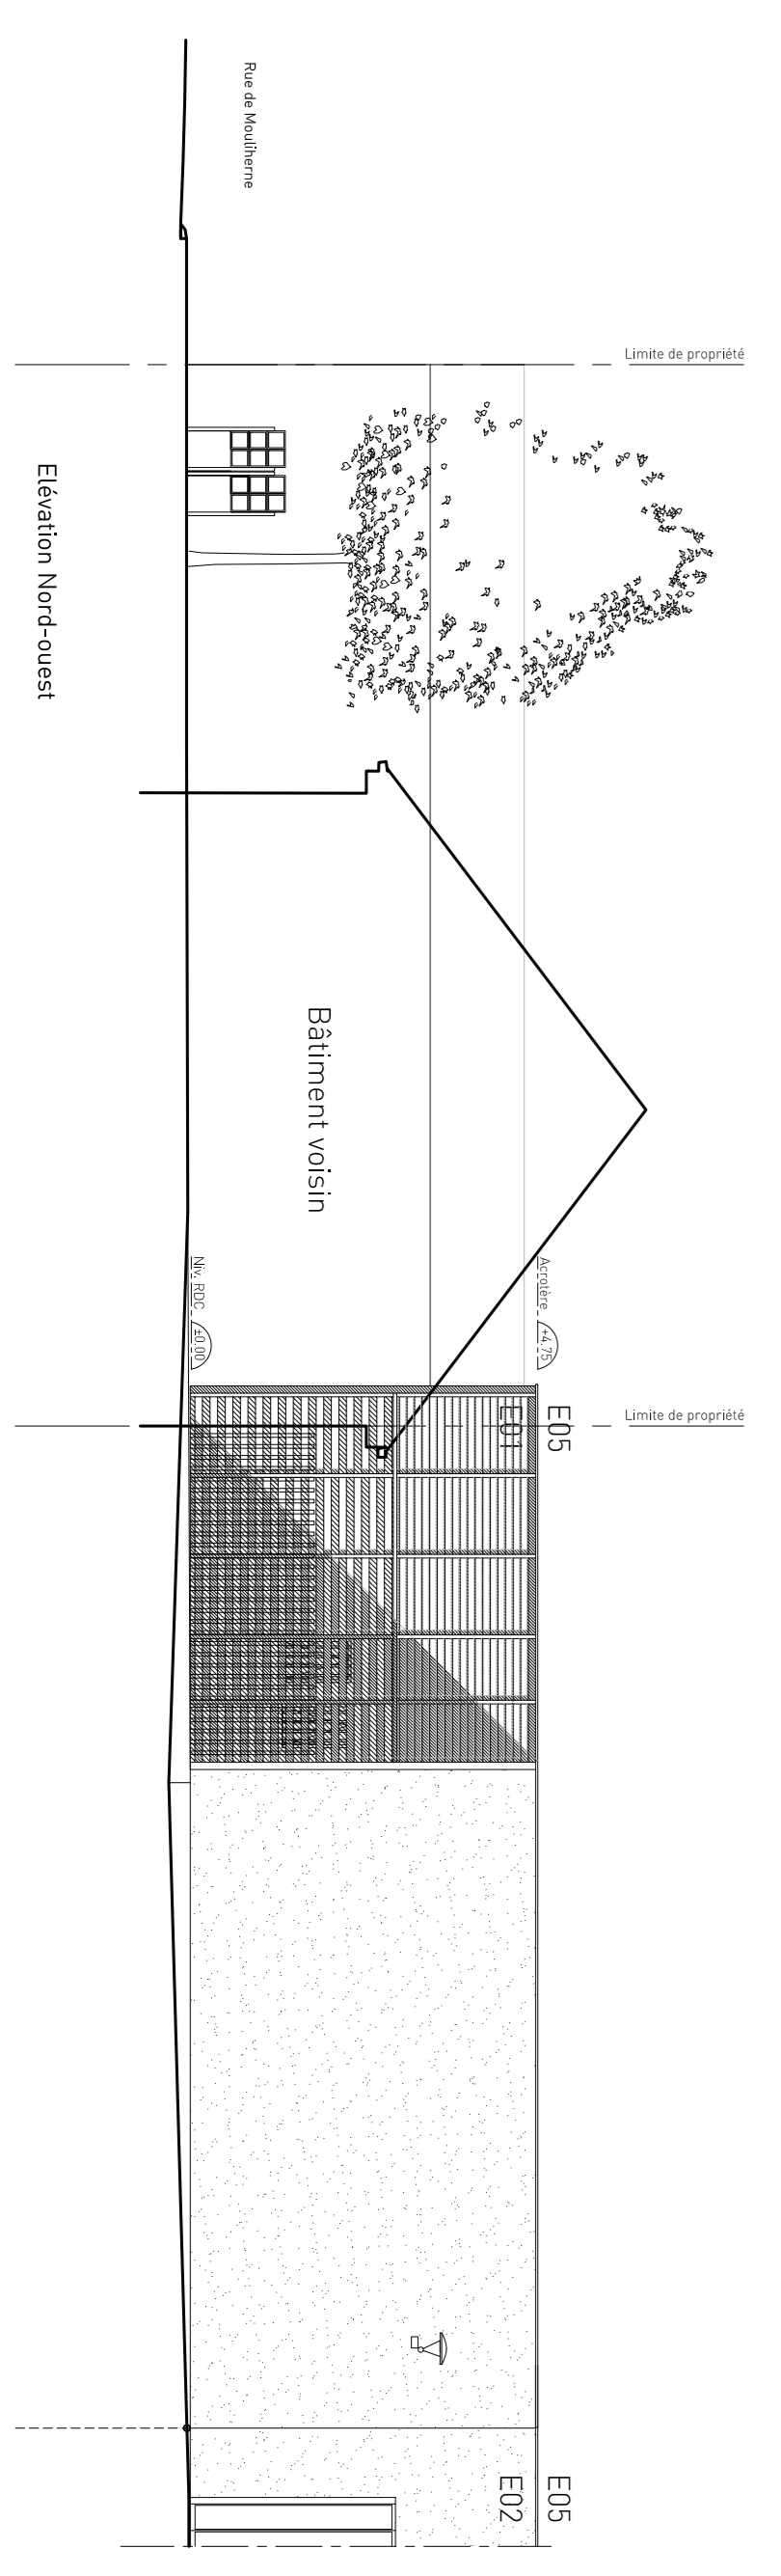 Rue de Mouliherne
Limite de propriété
Elévation Nord-ouest
Bâtiment voisin
Acrotère
+4.75
Niv. RDC
±0.00
Limite de propriété
E05
E01
E05
E02